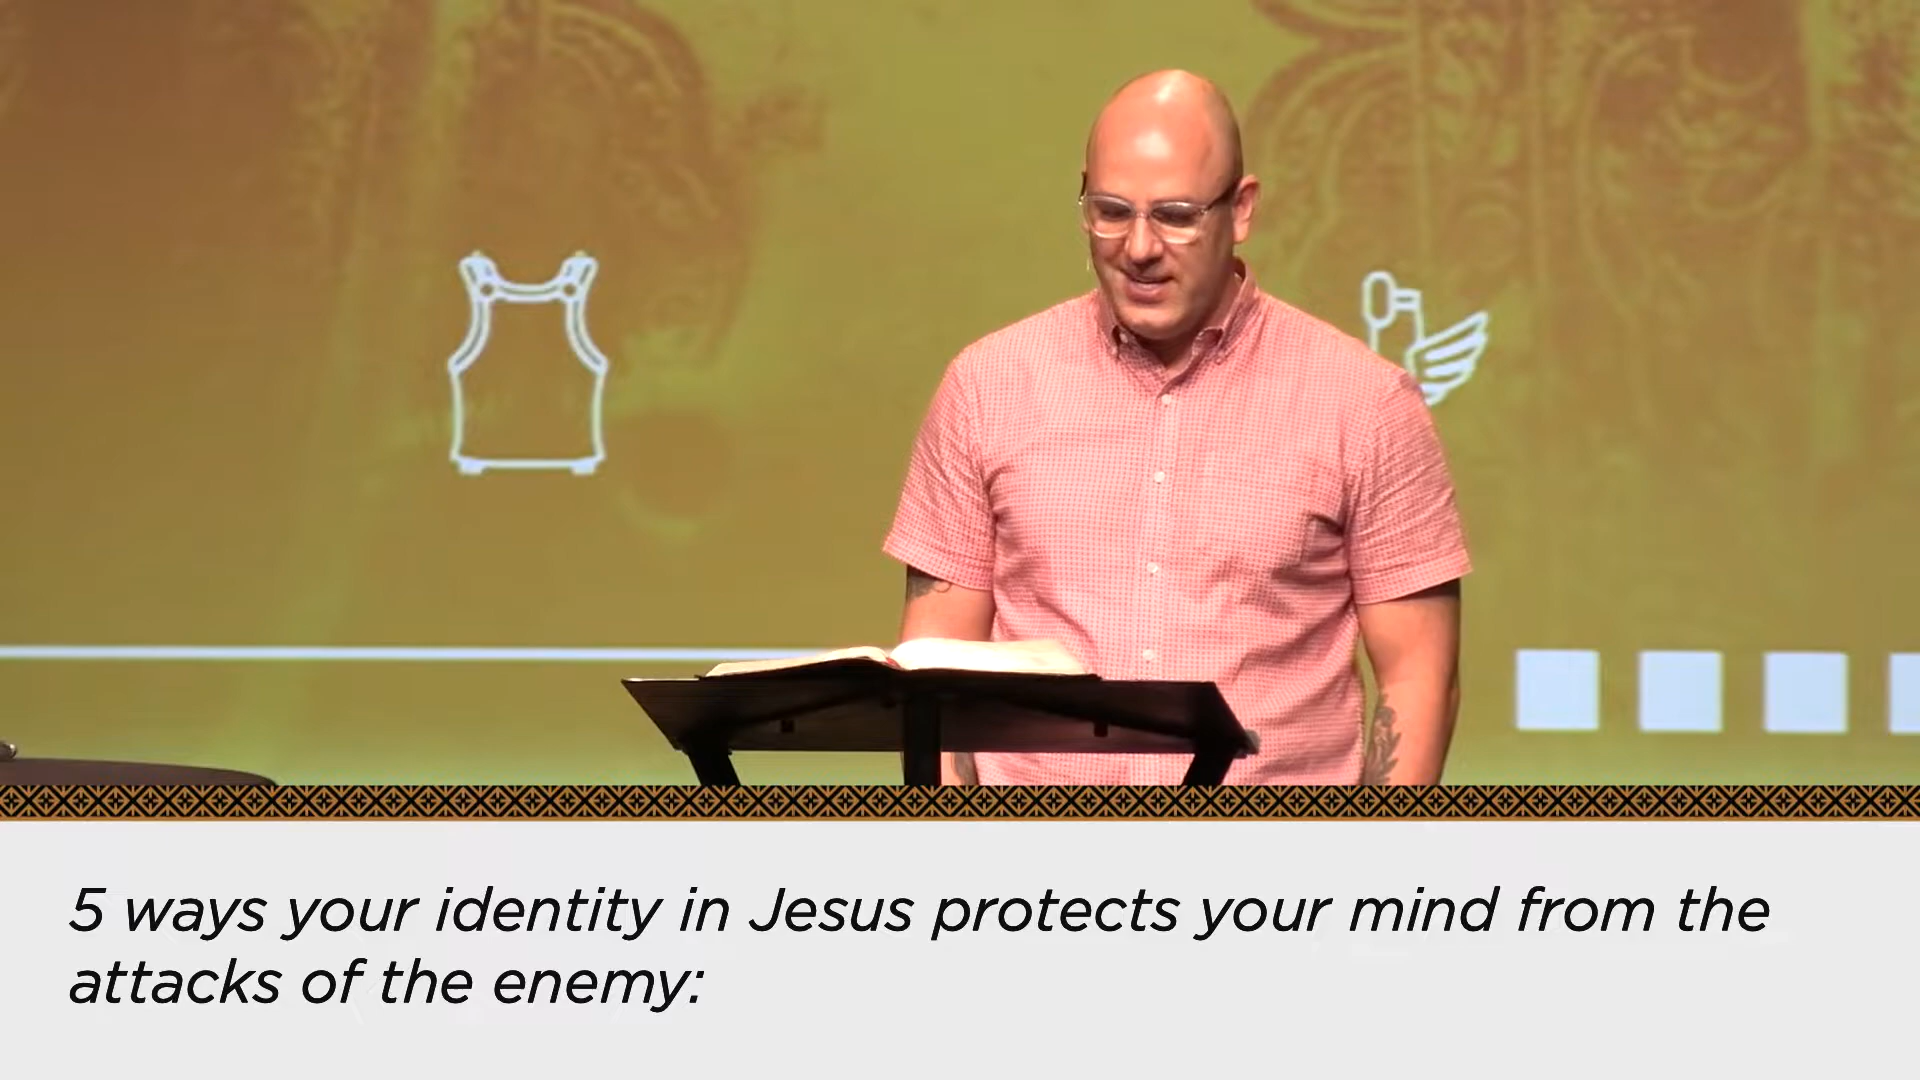 5 ways your identity in Jesus protects your mind from the
attacks of the enemy: